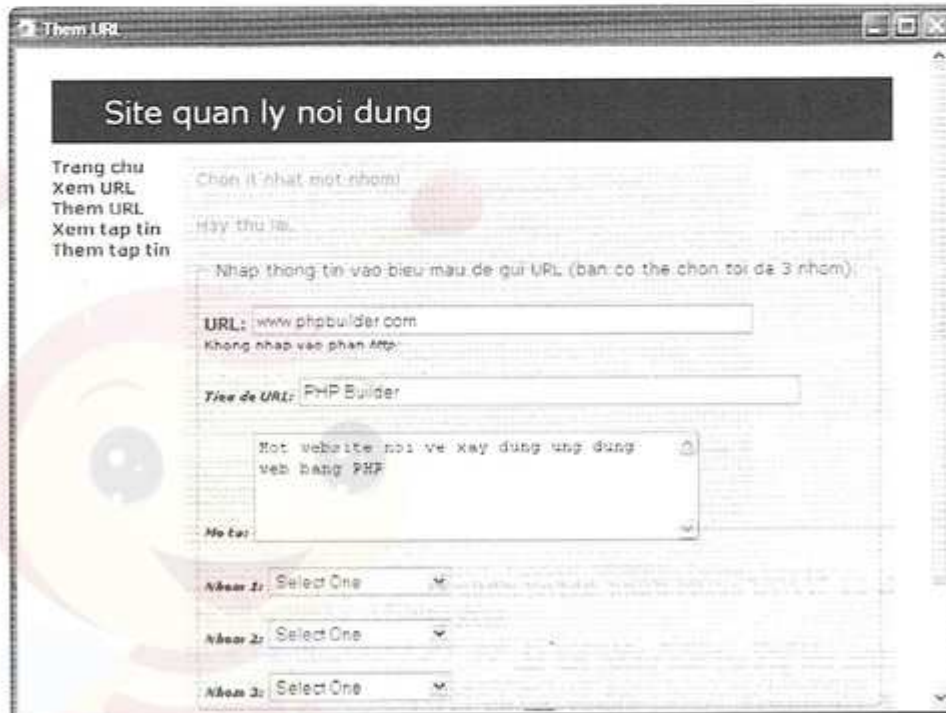 Them URL
Site quan ly noi dung
Trang chu
Xem URL
Them URL
Xem tap tin
Them tap tin
Chon it nhat mot nhom!
Hay thu lai.
Nhap thong tin vao bieu mau de gui URL (ban co the chon toi da 3 nhom):
URL: www.phpbuilder.com
Khong nhap vao phan http:
Tieu de URL: PHP Builder
Mot website noi ve xay dung ung dung
web bang PHP
Mo ta:
Nhom 1: Select One
Nhom 2: Select One
Nhom 3: Select One